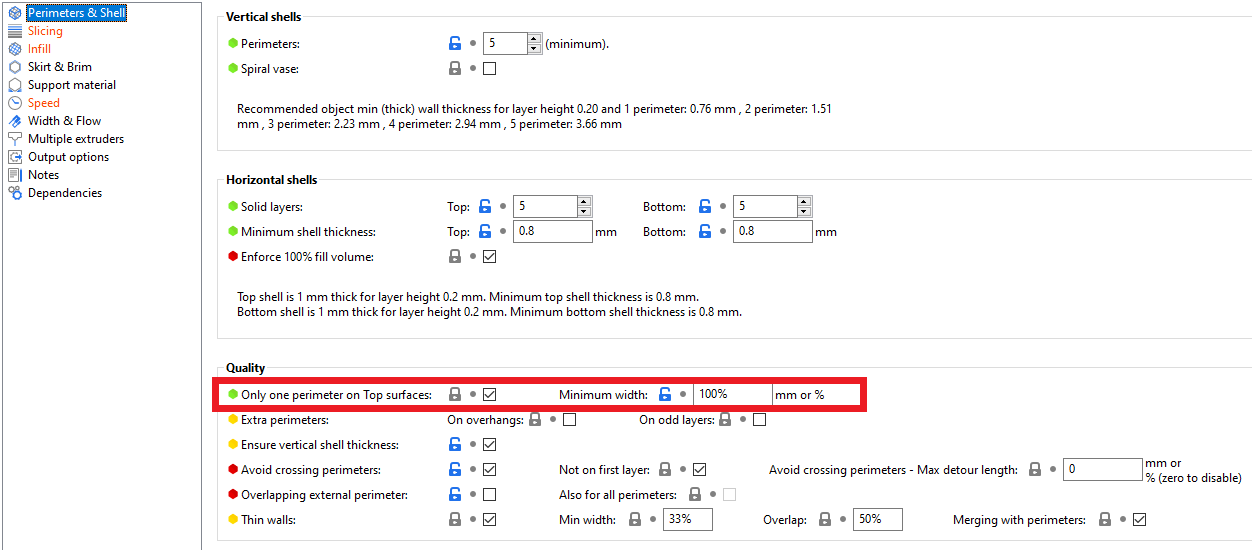 Perimeters & Shell
Slicing
Infill
Skirt & Brim
Support material
Speed
Width & Flow
Multiple extruders
Output options
Notes
Dependencies
Vertical shells
Perimeters: 5 (minimum).
Spiral vase:
Recommended object min (thick) wall thickness for layer height 0.20 and 1 perimeter: 0.76 mm , 2 perimeter: 1.51
mm , 3 perimeter: 2.23 mm , 4 perimeter: 2.94 mm , 5 perimeter: 3.66 mm
Horizontal shells
Solid layers: Top: 5 Bottom: 5
Minimum shell thickness: Top: 0.8 mm Bottom: 0.8 mm
Enforce 100% fill volume:
Top shell is 1 mm thick for layer height 0.2 mm. Minimum top shell thickness is 0.8 mm.
Bottom shell is 1 mm thick for layer height 0.2 mm. Minimum bottom shell thickness is 0.8 mm.
Quality
Only one perimeter on Top surfaces: Minimum width: 100% mm or %
Extra perimeters: On overhangs: On odd layers:
Ensure vertical shell thickness:
Avoid crossing perimeters: Not on first layer: Avoid crossing perimeters - Max detour length: 0 mm or
% (zero to disable)
Overlapping external perimeter: Also for all perimeters:
Thin walls: Min width: 33% Overlap: 50% Merging with perimeters: